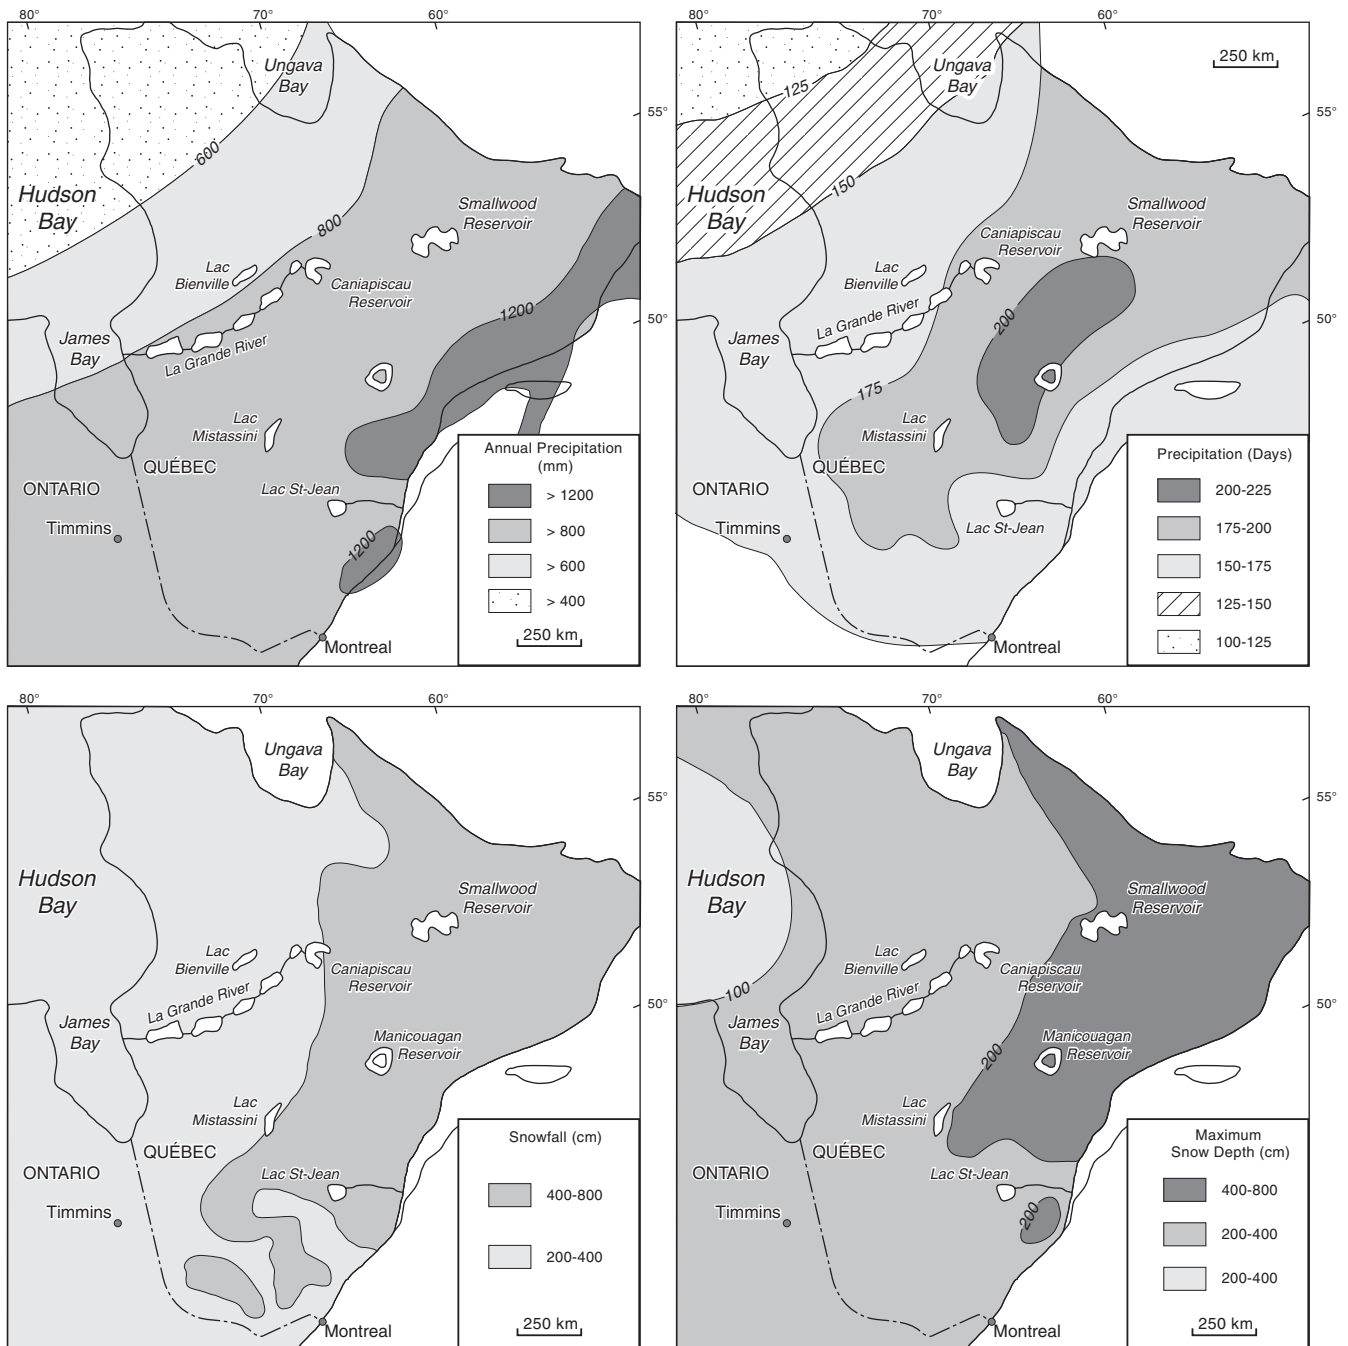 80°
70°
60°
Ungava
Bay
55°
600
Hudson
Bay
Smallwood
Reservoir
800
Lac
Bienville
Caniapiscau
Reservoir
1200
50°
James
Bay
La Grande River
Lac
Mistassini
QUÉBEC
ONTARIO
Lac St-Jean
Timmins
1200
Montreal
Annual Precipitation
(mm)
> 1200
> 800
> 600
> 400
250 km
80°
70°
60°
250 km
Ungava
Bay
125
55°
150
Hudson
Bay
Smallwood
Reservoir
Caniapiscau
Reservoir
Lac
Bienville
La Grande River
200
50°
James
Bay
175
Lac
Mistassini
QUÉBEC
ONTARIO
Timmins
Lac St-Jean
Montreal
Precipitation (Days)
200-225
175-200
150-175
125-150
100-125
80°
70°
60°
Ungava
Bay
55°
Hudson
Bay
Smallwood
Reservoir
Lac
Bienville
Caniapiscau
Reservoir
La Grande River
50°
James
Bay
Manicouagan
Reservoir
Lac
Mistassini
QUÉBEC
ONTARIO
Lac St-Jean
Timmins
Montreal
Snowfall (cm)
400-800
200-400
250 km
80°
70°
60°
Ungava
Bay
55°
Hudson
Bay
Smallwood
Reservoir
Lac
Bienville
Caniapiscau
Reservoir
100
La Grande River
50°
James
Bay
Manicouagan
Reservoir
200
Lac
Mistassini
QUÉBEC
ONTARIO
Lac St-Jean
Timmins
200
Montreal
Maximum
Snow Depth (cm)
400-800
200-400
200-400
250 km